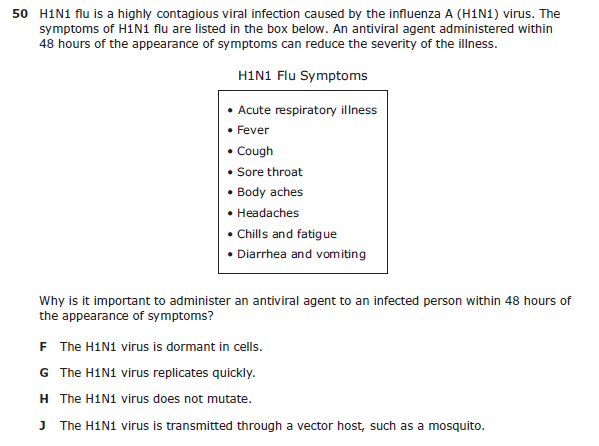 50 H1N1 flu is a highly contagious viral infection caused by the influenza A (H1N1) virus. The
symptoms of H1N1 flu are listed in the box below. An antiviral agent administered within
48 hours of the appearance of symptoms can reduce the severity of the illness.
H1N1 Flu Symptoms
• Acute respiratory illness
• Fever
• Cough
• Sore throat
• Body aches
• Headaches
• Chills and fatigue
• Diarrhea and vomiting
Why is it important to administer an antiviral agent to an infected person within 48 hours of
the appearance of symptoms?
F The H1N1 virus is dormant in cells.
G The H1N1 virus replicates quickly.
H The H1N1 virus does not mutate.
J The H1N1 virus is transmitted through a vector host, such as a mosquito.